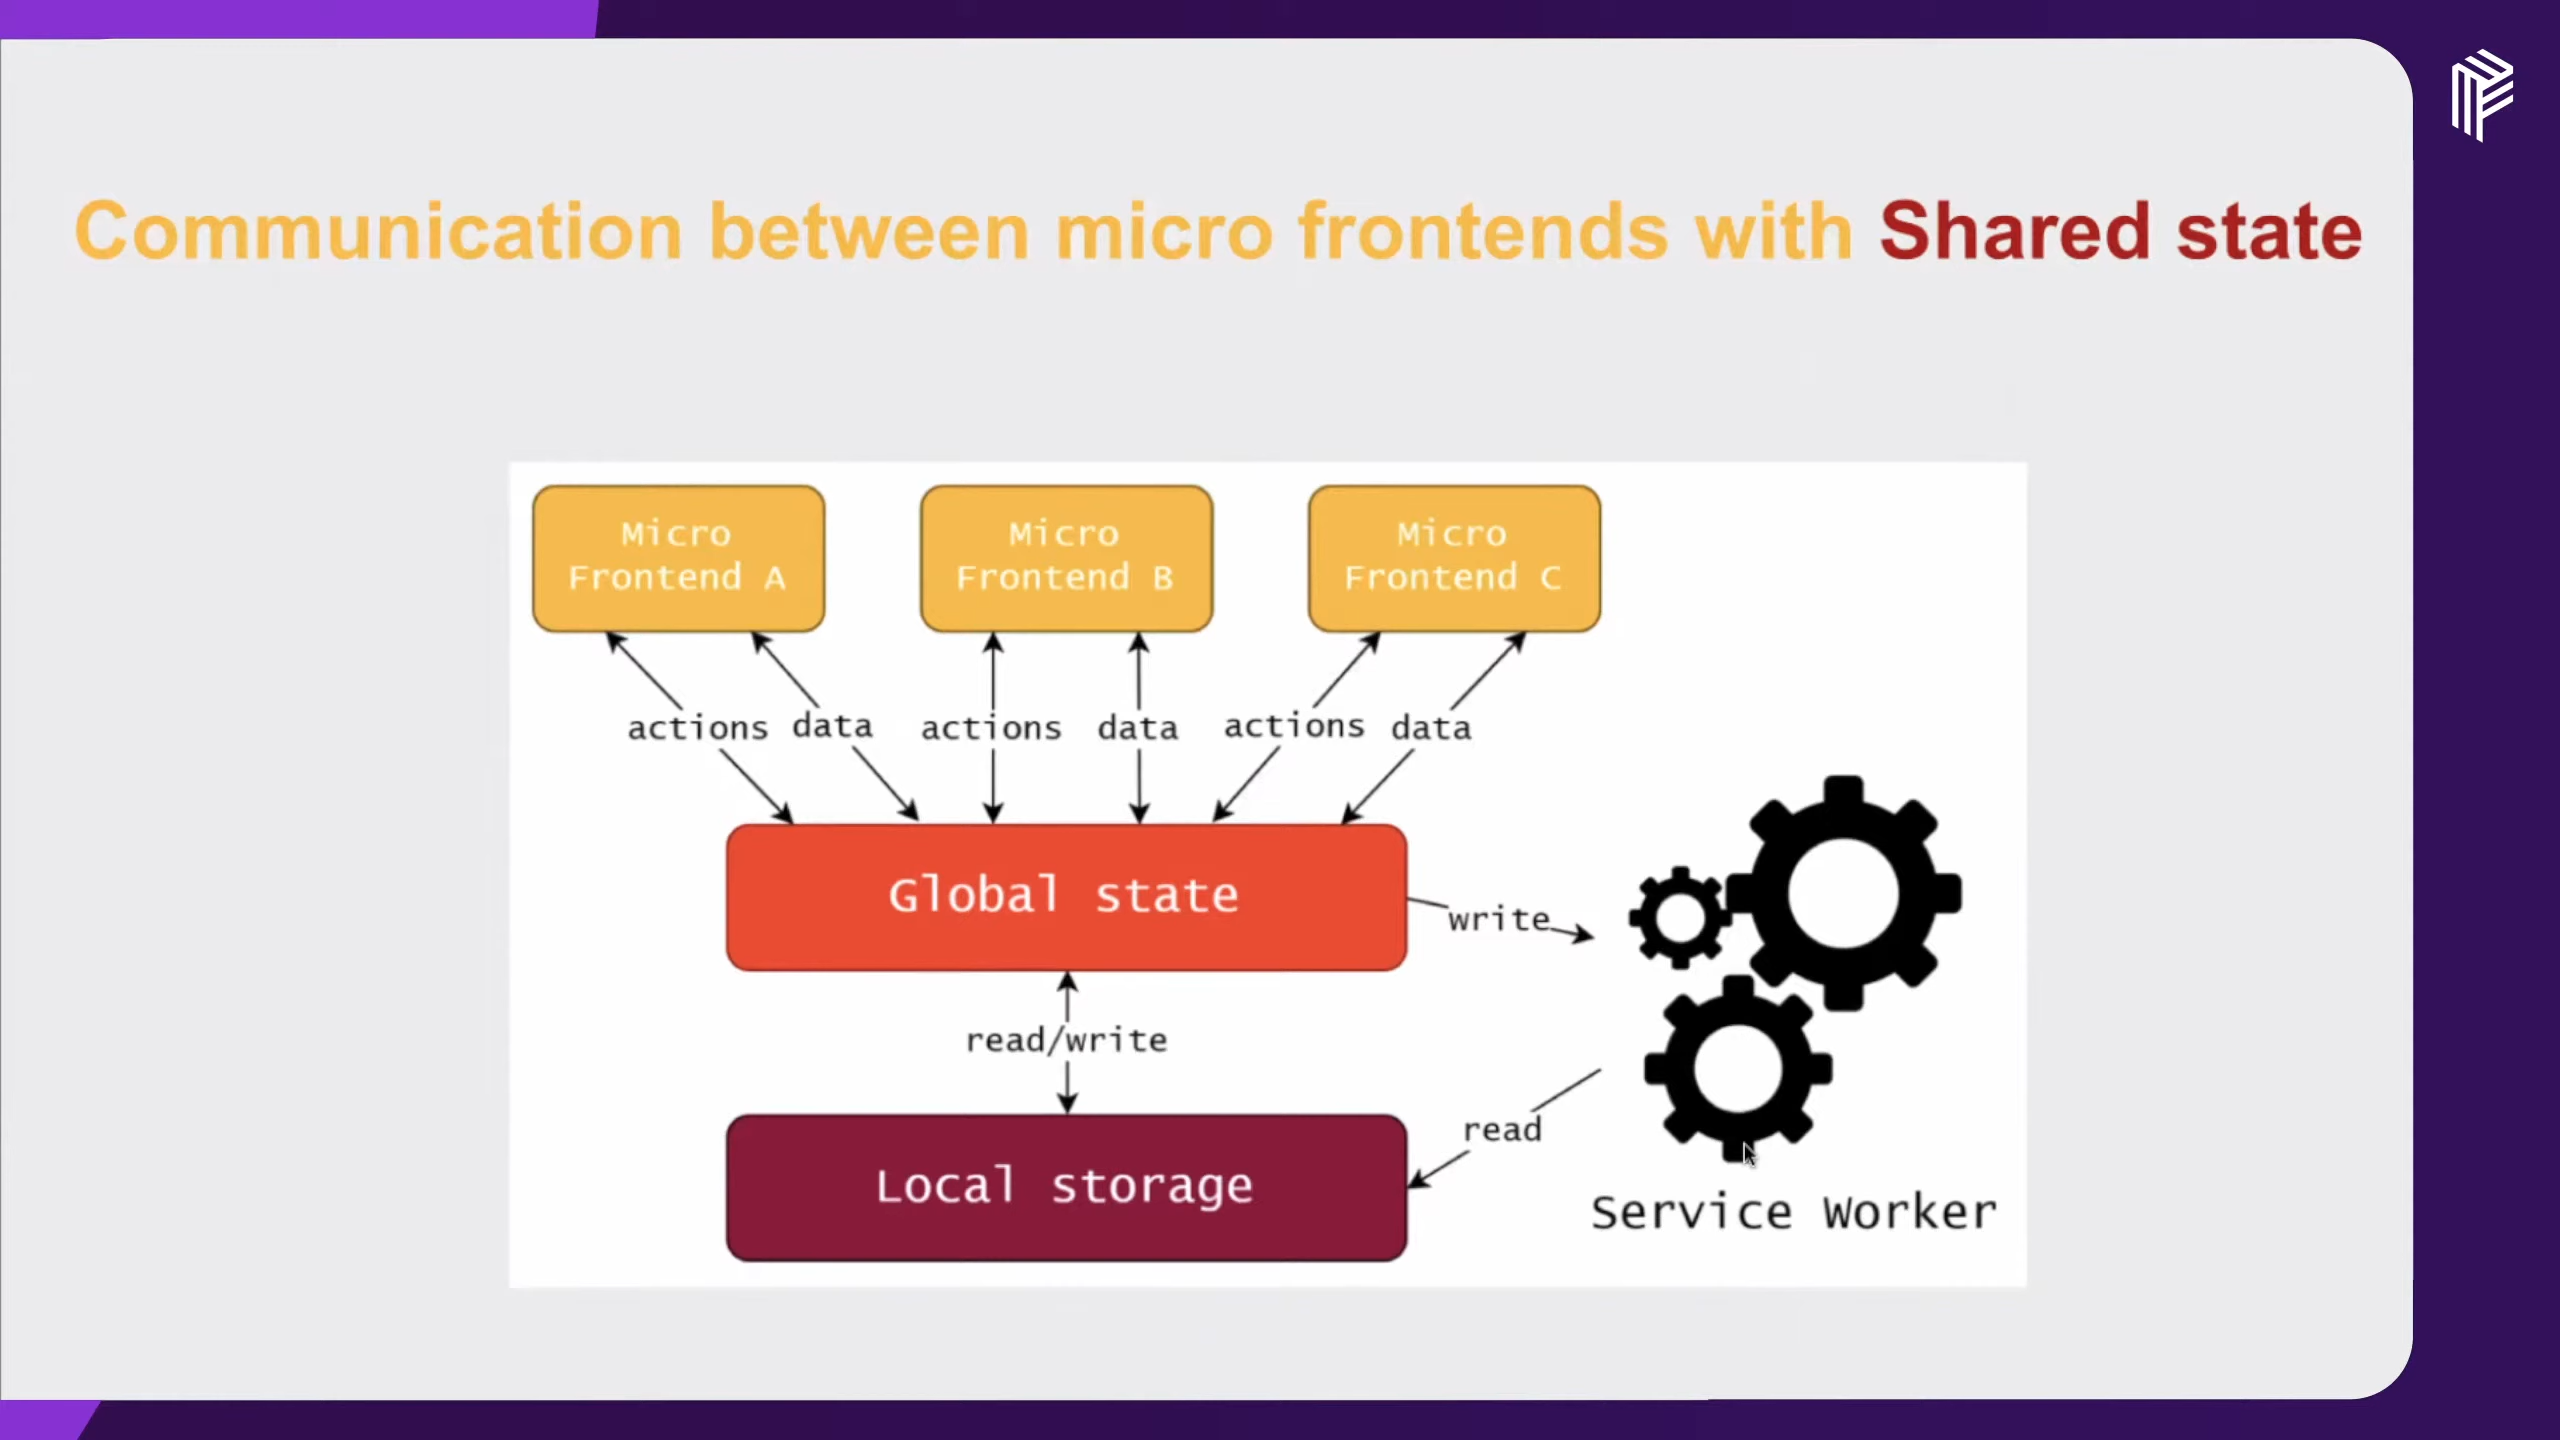 Communication between micro frontends with Shared state
Micro
Frontend A
Micro
Frontend B
Micro
Frontend C
actions data actions data actions data
Global state
write
read/write
read
Local storage
Service Worker